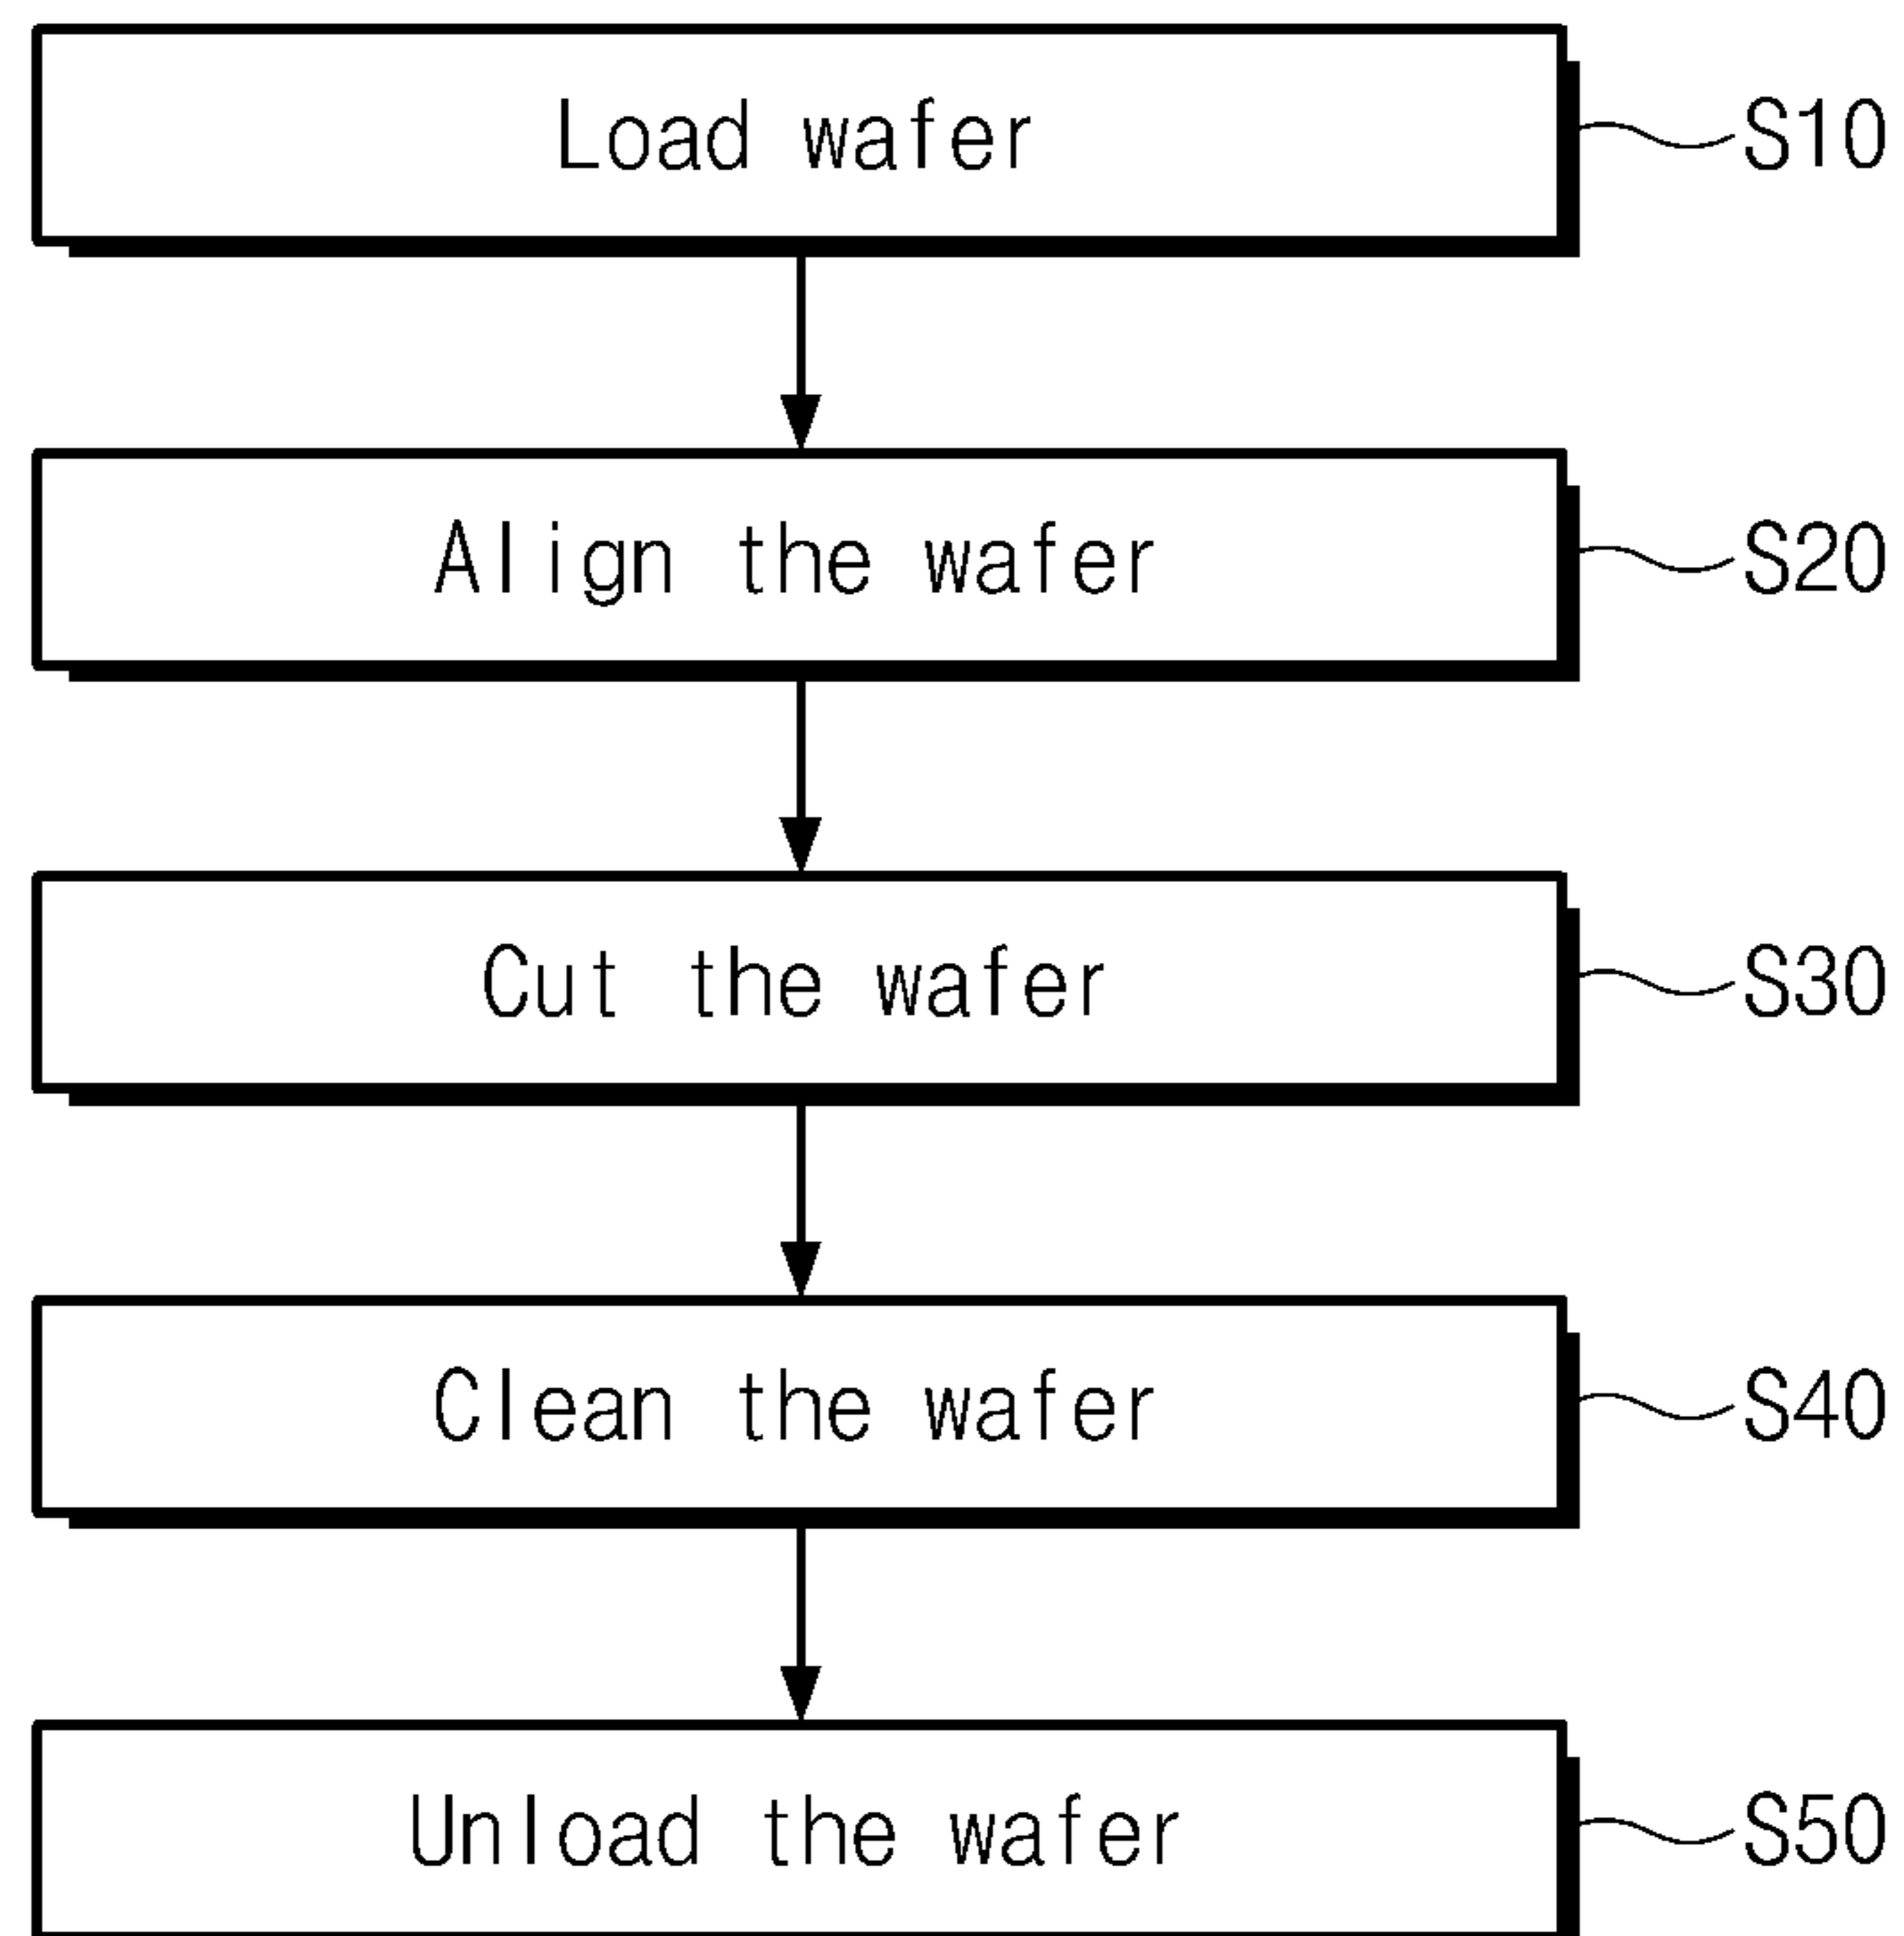 Load wafer S10
Align the wafer S20
Cut the wafer S30
Clean the wafer S40
Unload the wafer S50